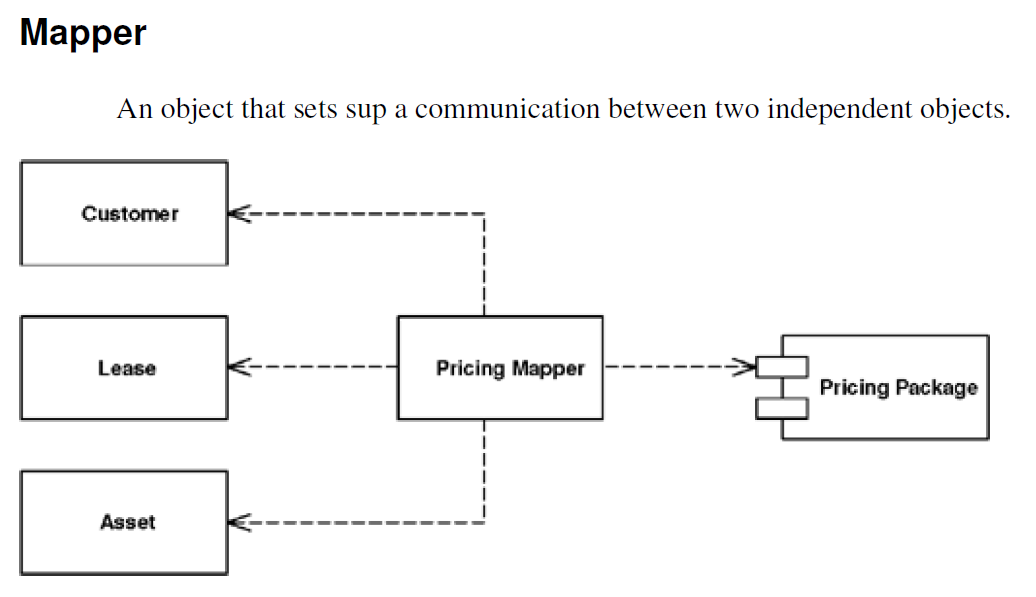 Mapper
An object that sets sup a communication between two independent objects.
Customer
Lease
Pricing Mapper
Pricing Package
Asset